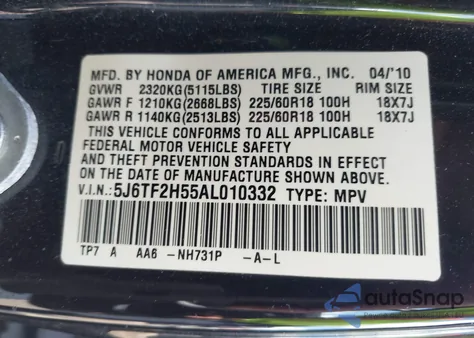 MFD. BY HONDA OF AMERICA MFG., INC. 04/'10
GVWR 2320KG(5115LBS) TIRE SIZE RIM SIZE
GAWR F 1210KG(2668LBS) 225/60R18 100H 18X7J
GAWR R 1140KG(2513LBS) 225/60R18 100H 18X7J
THIS VEHICLE CONFORMS TO ALL APPLICABLE
FEDERAL MOTOR VEHICLE SAFETY
AND THEFT PREVENTION STANDARDS IN EFFECT
ON THE DATE OF MANUFACTURE SHOWN ABOVE.
V.I.N.:5J6TF2H55AL010332 TYPE: MPV
TP7 A AA6 -NH731P -A-L
autoSnap